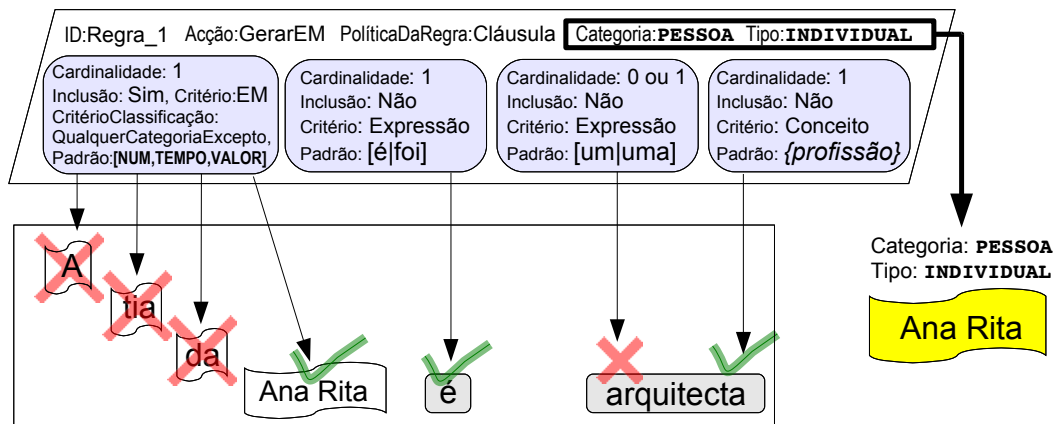 ID:Regra_1 Acção:GerarEM PolíticaDaRegra:Cláusula Categoria:PESSOA Tipo:INDIVIDUAL
Cardinalidade: 1
Inclusão: Sim, Critério:EM
CritérioClassificação:
QualquerCategoriaExcepto,
Padrão:[NUM,TEMPO,VALOR]
Cardinalidade: 1
Inclusão: Não
Critério: Expressão
Padrão: [é|foi]
Cardinalidade: 0 ou 1
Inclusão: Não
Critério: Expressão
Padrão: [um|uma]
Cardinalidade: 1
Inclusão: Não
Critério: Conceito
Padrão: {profissão}
A
tia
da
Ana Rita
é
arquitecta
Categoria: PESSOA
Tipo: INDIVIDUAL
Ana Rita